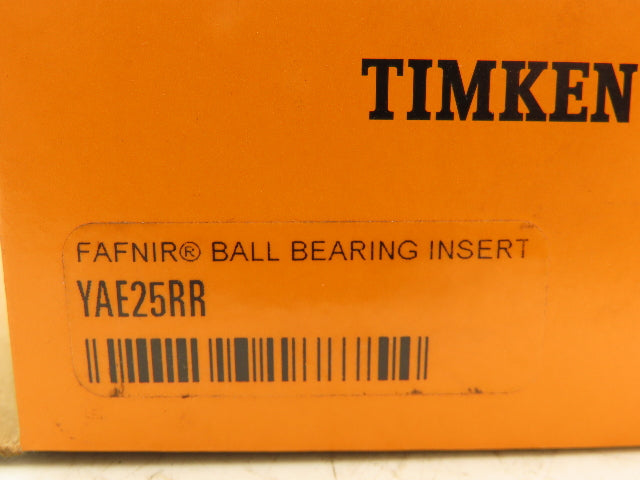 TIMKEN
FAFNIR® BALL BEARING INSERT
YAE25RR